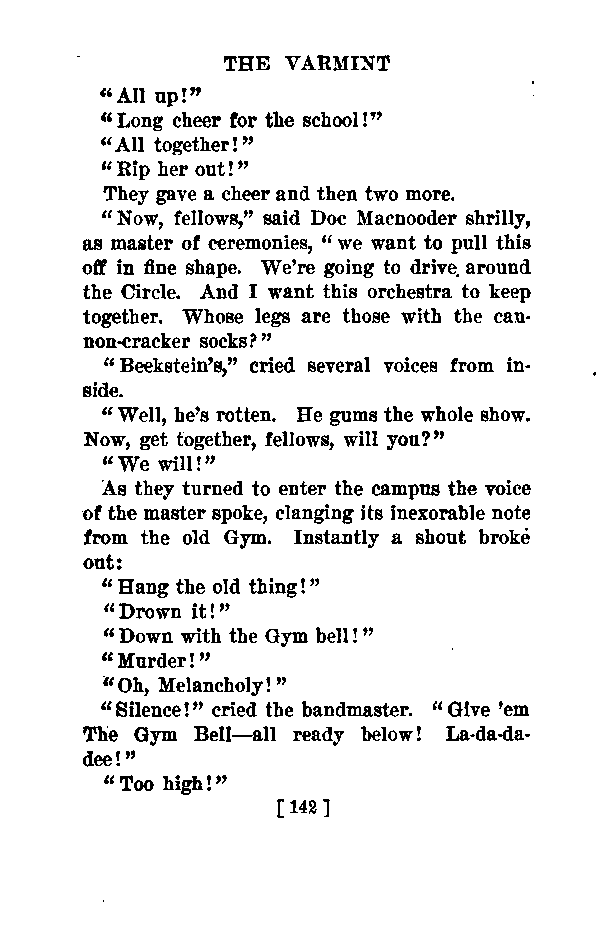 THE VARMINT
"All up!"
"Long cheer for the school!"
"All together!"
"Rip her out!"
They gave a cheer and then two more.
"Now, fellows," said Doc Macnooder shrilly,
as master of ceremonies, "we want to pull this
off in fine shape. We're going to drive around
the Circle. And I want this orchestra to keep
together. Whose legs are those with the can-
non-cracker socks?"
"Beekstein's," cried several voices from in-
side.
"Well, he's rotten. He gums the whole show.
Now, get together, fellows, will you?"
"We will!"
As they turned to enter the campus the voice
of the master spoke, clanging its inexorable note
from the old Gym. Instantly a shout broke
out:
"Hang the old thing!"
"Drown it!"
"Down with the Gym bell!"
"Murder!"
"Oh, Melancholy!"
"Silence!" cried the bandmaster. "Give 'em
The Gym Bell—all ready below! La-da-da-
dee!"
"Too high!"
[142]